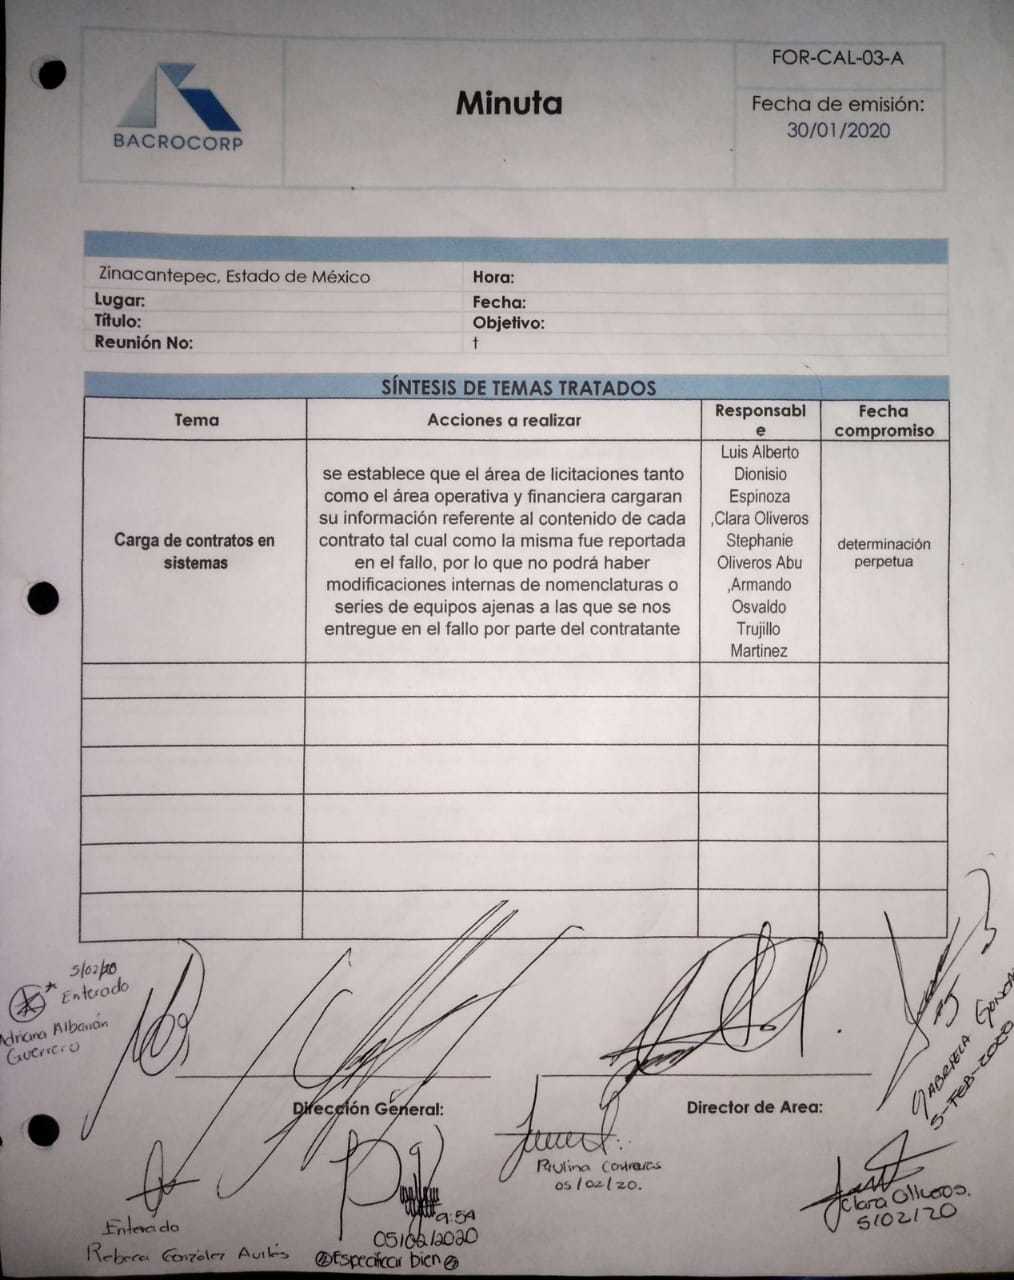 BACROCORP
Minuta
FOR-CAL-03-A
Fecha de emisión:
30/01/2020
Zinacantepec, Estado de México
Hora:
Lugar:
Fecha:
Título:
Objetivo:
Reunión No:
†
SÍNTESIS DE TEMAS TRATADOS
Tema
Acciones a realizar
Responsabl
e
Fecha
compromiso
Carga de contratos en
sistemas
se establece que el área de licitaciones tanto
como el área operativa y financiera cargaran
su información referente al contenido de cada
contrato tal cual como la misma fue reportada
en el fallo, por lo que no podrá haber
modificaciones internas de nomenclaturas o
series de equipos ajenas a las que se nos
entregue en el fallo por parte del contratante
Luis Alberto
Dionisio
Espinoza
,Clara Oliveros
Stephanie
Oliveros Abu
,Armando
Osvaldo
Trujillo
Martinez
determinación
perpetua
5/02/20
Enterado
Adriana Albarrán
Guerrero
Dirección General:
Director de Area:
GABRIELA
5-FEB-2020
Paulina Contreras
05/02/20.
Clara Oliveros.
5/02/20
Enterado
Rebeca González Avilés
9:54
05/02/2020
Especificar bien